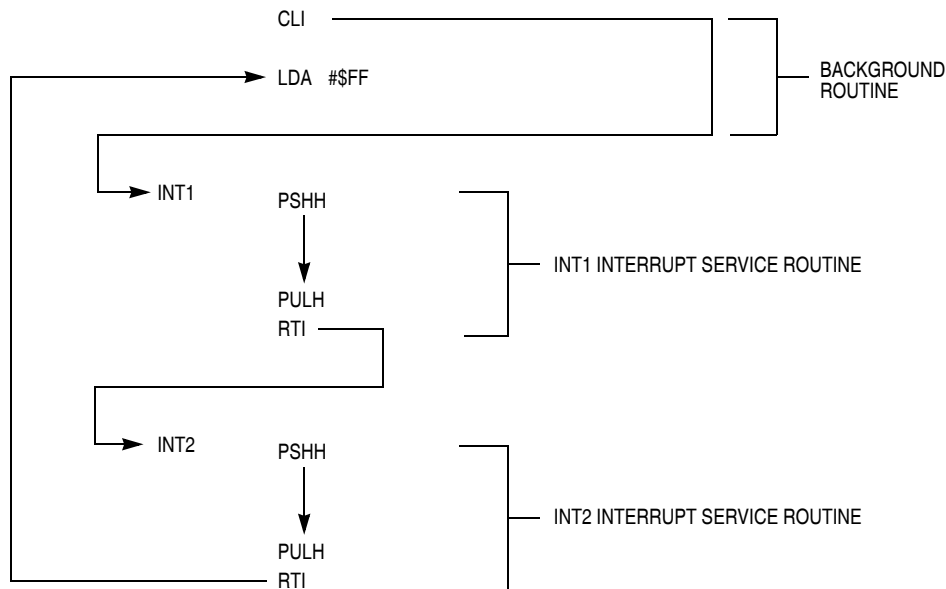 CLI
LDA #$FF
BACKGROUND
ROUTINE
INT1
PSHH
INT1 INTERRUPT SERVICE ROUTINE
PULH
RTI
INT2
PSHH
INT2 INTERRUPT SERVICE ROUTINE
PULH
RTI